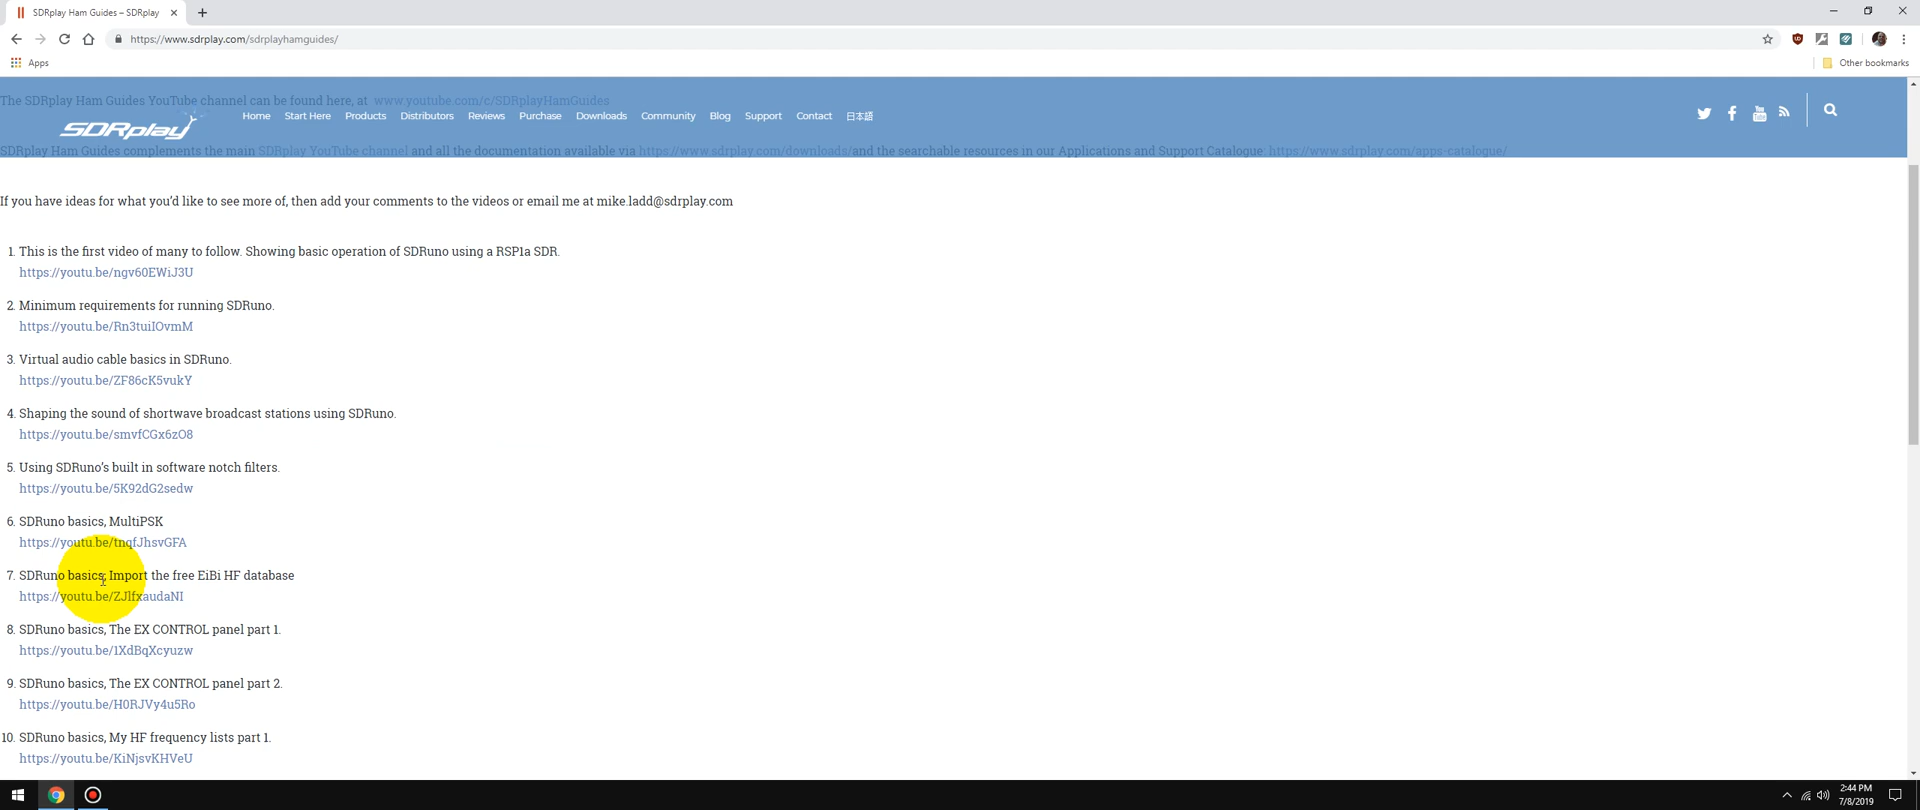 SDRplay Ham Guides – SDRplay
https://www.sdrplay.com/sdrplayhamguides/
Apps
Other bookmarks
The SDRplay Ham Guides YouTube channel can be found here, at www.youtube.com/c/SDRplayHamGuides
SDRplay
Home Start Here Products Distributors Reviews Purchase Downloads Community Blog Support Contact 日本語
SDRplay Ham Guides complements the main SDRplay YouTube channel and all the documentation available via https://www.sdrplay.com/downloads/and the searchable resources in our Applications and Support Catalogue: https://www.sdrplay.com/apps-catalogue/
If you have ideas for what you’d like to see more of, then add your comments to the videos or email me at mike.ladd@sdrplay.com
1. This is the first video of many to follow. Showing basic operation of SDRuno using a RSP1a SDR.
https://youtu.be/ngv60EWiJ3U
2. Minimum requirements for running SDRuno.
https://youtu.be/Rn3tuiIOvmM
3. Virtual audio cable basics in SDRuno.
https://youtu.be/ZF86cK5vukY
4. Shaping the sound of shortwave broadcast stations using SDRuno.
https://youtu.be/smvfCGx6zO8
5. Using SDRuno’s built in software notch filters.
https://youtu.be/5K92dG2sedw
6. SDRuno basics, MultiPSK
https://youtu.be/tnqfJhsvGFA
7. SDRuno basics, Import the free EiBi HF database
https://youtu.be/ZJlfxaudaNI
8. SDRuno basics, The EX CONTROL panel part 1.
https://youtu.be/1XdBqXcyuzw
9. SDRuno basics, The EX CONTROL panel part 2.
https://youtu.be/H0RJVy4u5Ro
10. SDRuno basics, My HF frequency lists part 1.
https://youtu.be/KiNjsvKHVeU
2:44 PM
7/8/2019